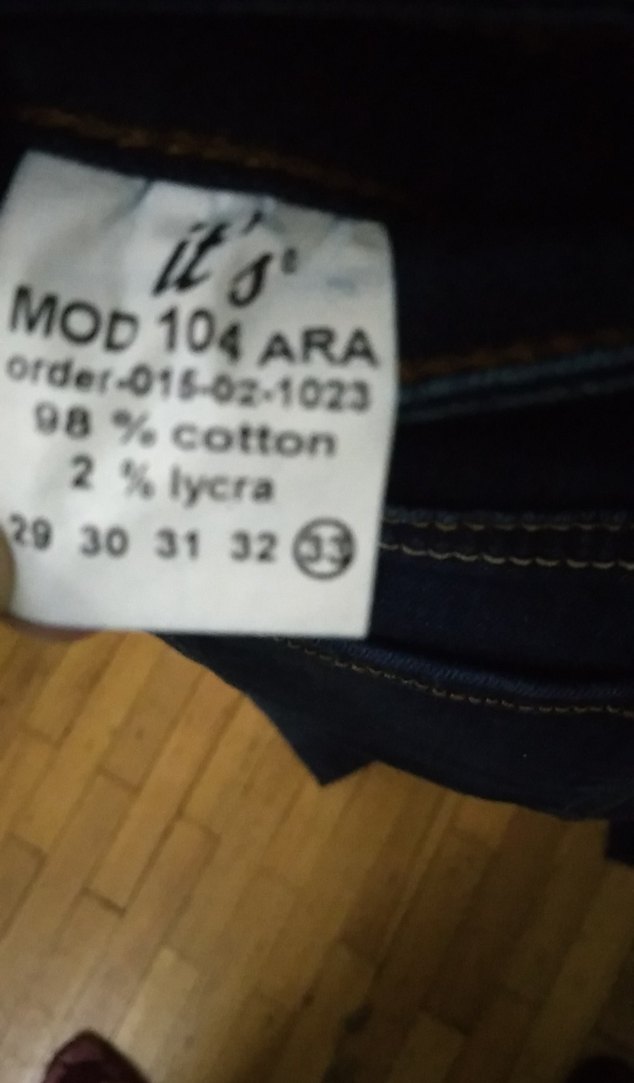 it's®
MOD 104 ARA
order-015-02-1023
98 % cotton
2 % lycra
29 30 31 32 33